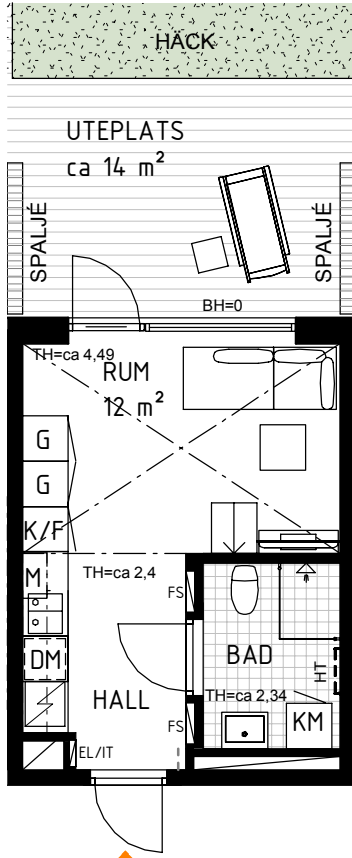 HÄCK
UTEPLATS
ca 14 m²
SPALJÉ
SPALJÉ
BH=0
TH=ca 4,49
RUM
12 m²
G
G
K/F
M
TH=ca 2,4
FS
DM
BAD
HT
HALL
TH=ca 2,34
FS
KM
EL/IT